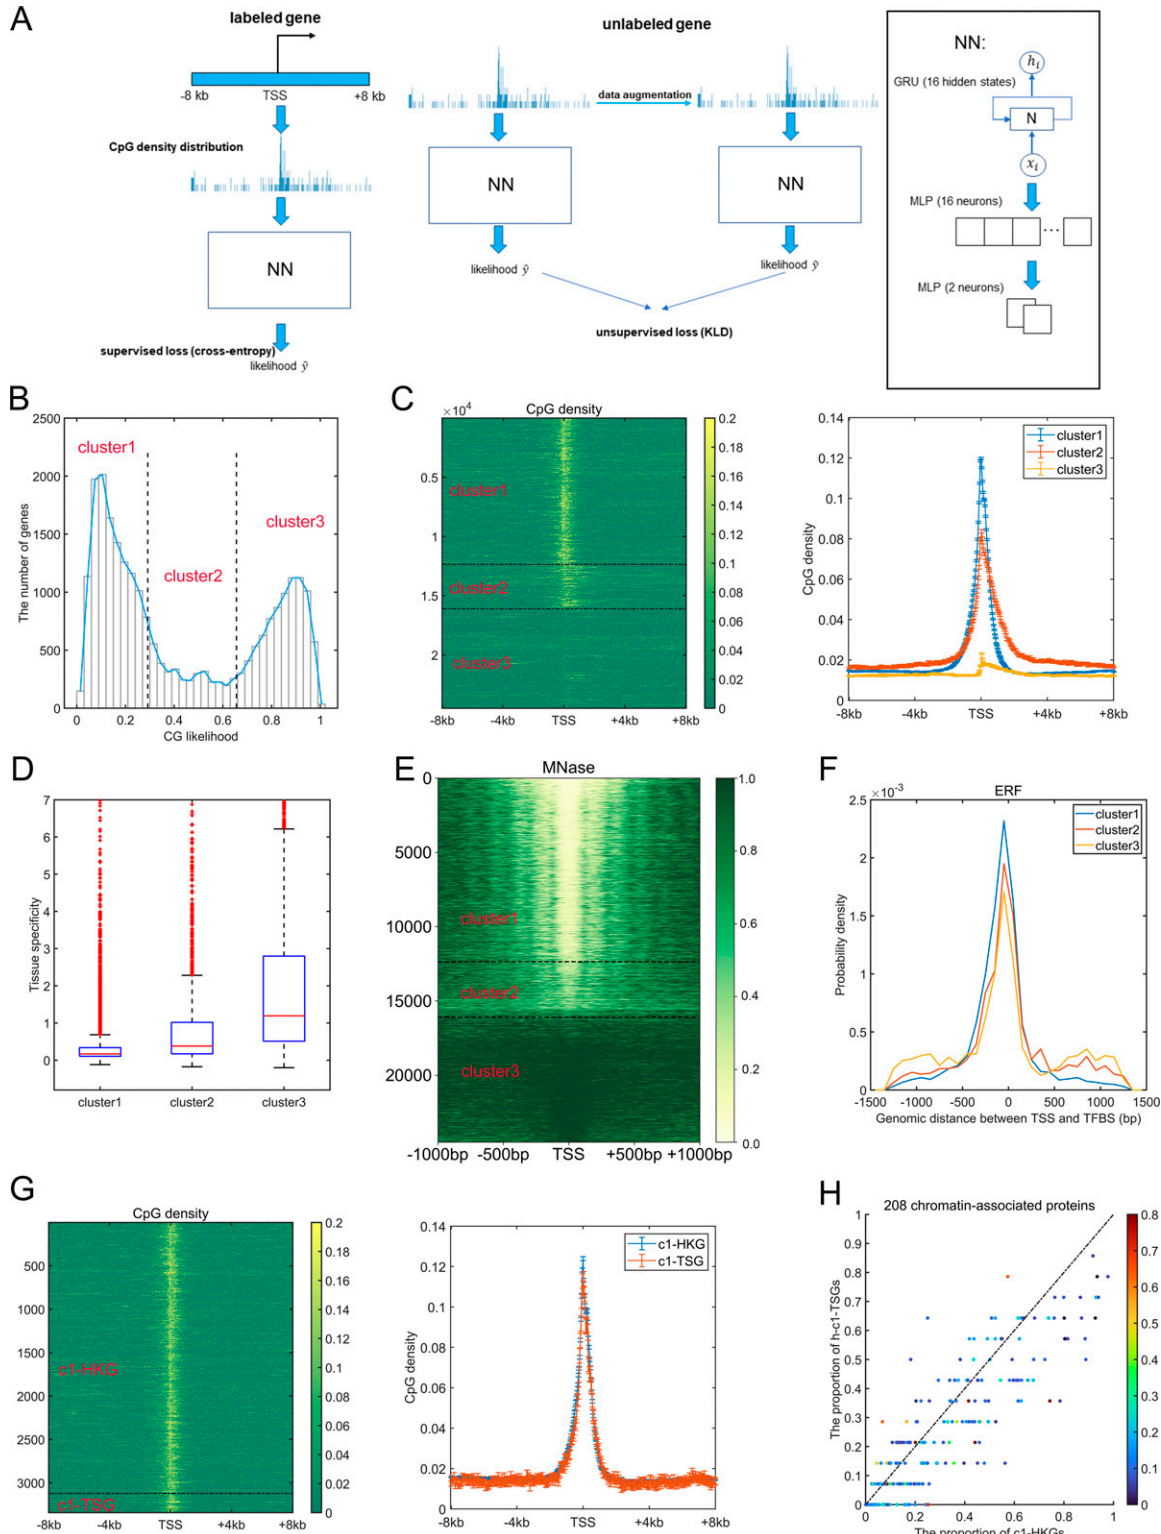 A
labeled gene
-8 kb
TSS
+8 kb
CpG density distribution
NN
supervised loss (cross-entropy)
likelihood ŷ
unlabeled gene
data augmentation
NN
NN
likelihood ŷ
likelihood ŷ
unsupervised loss (KLD)
NN:
GRU (16 hidden states)
h_i
N
x_i
MLP (16 neurons)
...
MLP (2 neurons)
B
2500
2000
1500
1000
500
0
The number of genes
cluster1
cluster2
cluster3
0 0.2 0.4 0.6 0.8 1
CG likelihood
C
×10⁴
CpG density
0.5
1
1.5
2
cluster1
cluster2
cluster3
-8kb -4kb TSS +4kb +8kb
0.2
0.18
0.16
0.14
0.12
0.1
0.08
0.06
0.04
0.02
0
0.14
0.12
0.10
0.08
0.06
0.04
0.02
0
CpG density
cluster1
cluster2
cluster3
-8kb -4kb TSS +4kb +8kb
D
7
6
5
4
3
2
1
0
Tissue specificity
cluster1 cluster2 cluster3
E
MNase
0
5000
10000
15000
20000
cluster1
cluster2
cluster3
-1000bp -500bp TSS +500bp +1000bp
1.0
0.8
0.6
0.4
0.2
0.0
F
×10⁻³
ERF
2.5
2
1.5
1
0.5
0
Probability density
cluster1
cluster2
cluster3
-1500 -1000 -500 0 500 1000 1500
Genomic distance between TSS and TFBS (bp)
G
CpG density
500
1000
1500
2000
2500
3000
c1-HKG
c1-TSG
-8kb -4kb TSS +4kb +8kb
0.2
0.18
0.16
0.14
0.12
0.1
0.08
0.06
0.04
0.02
0
0.14
0.12
0.10
0.08
0.06
0.04
0.02
0
CpG density
c1-HKG
c1-TSG
-8kb -4kb TSS +4kb +8kb
H
208 chromatin-associated proteins
1
0.9
0.8
0.7
0.6
0.5
0.4
0.3
0.2
0.1
0
The proportion of h-c1-TSGs
0 0.2 0.4 0.6 0.8 1
The proportion of c1-HKGs
0.8
0.7
0.6
0.5
0.4
0.3
0.2
0.1
0